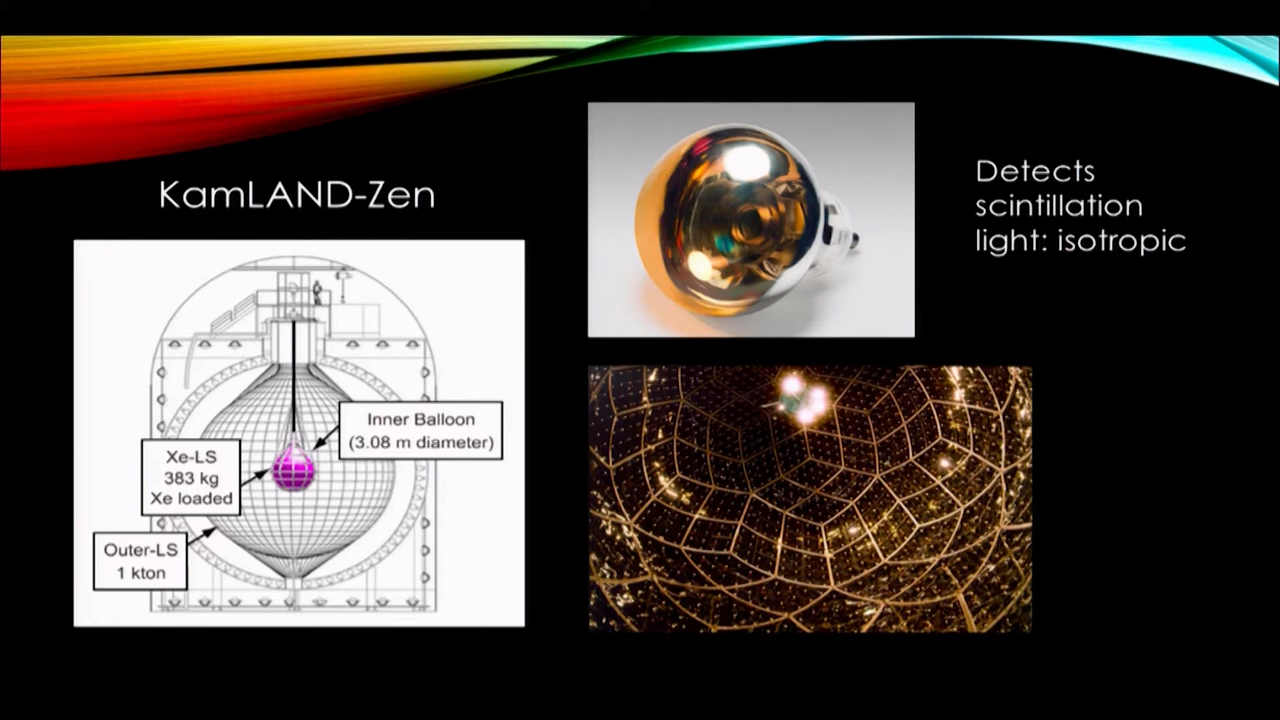 KamLAND-Zen
Detects
scintillation
light: isotropic
Inner Balloon
(3.08 m diameter)
Xe-LS
383 kg
Xe loaded
Outer-LS
1 kton